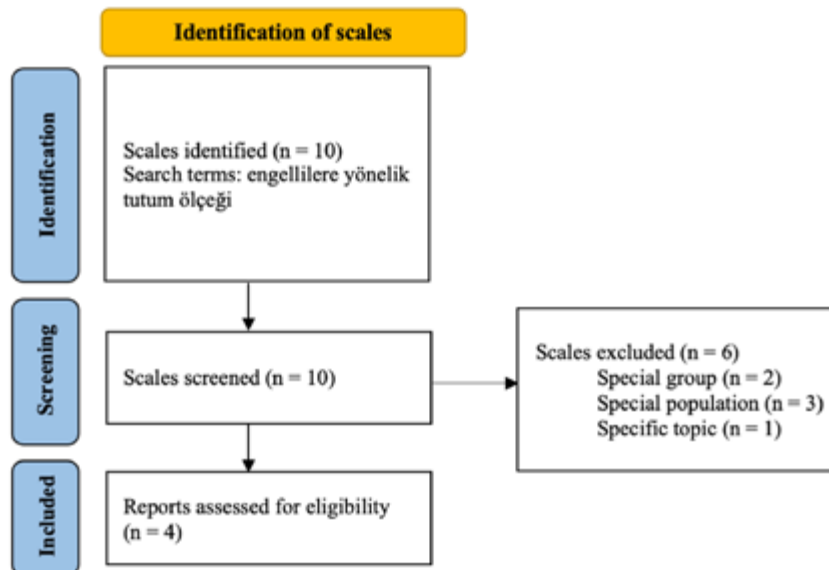 Identification of scales
Identification
Scales identified (n = 10)
Search terms: engellilere yönelik
tutum ölçeği
Screening
Scales screened (n = 10)
Scales excluded (n = 6)
Special group (n = 2)
Special population (n = 3)
Specific topic (n = 1)
Included
Reports assessed for eligibility
(n = 4)